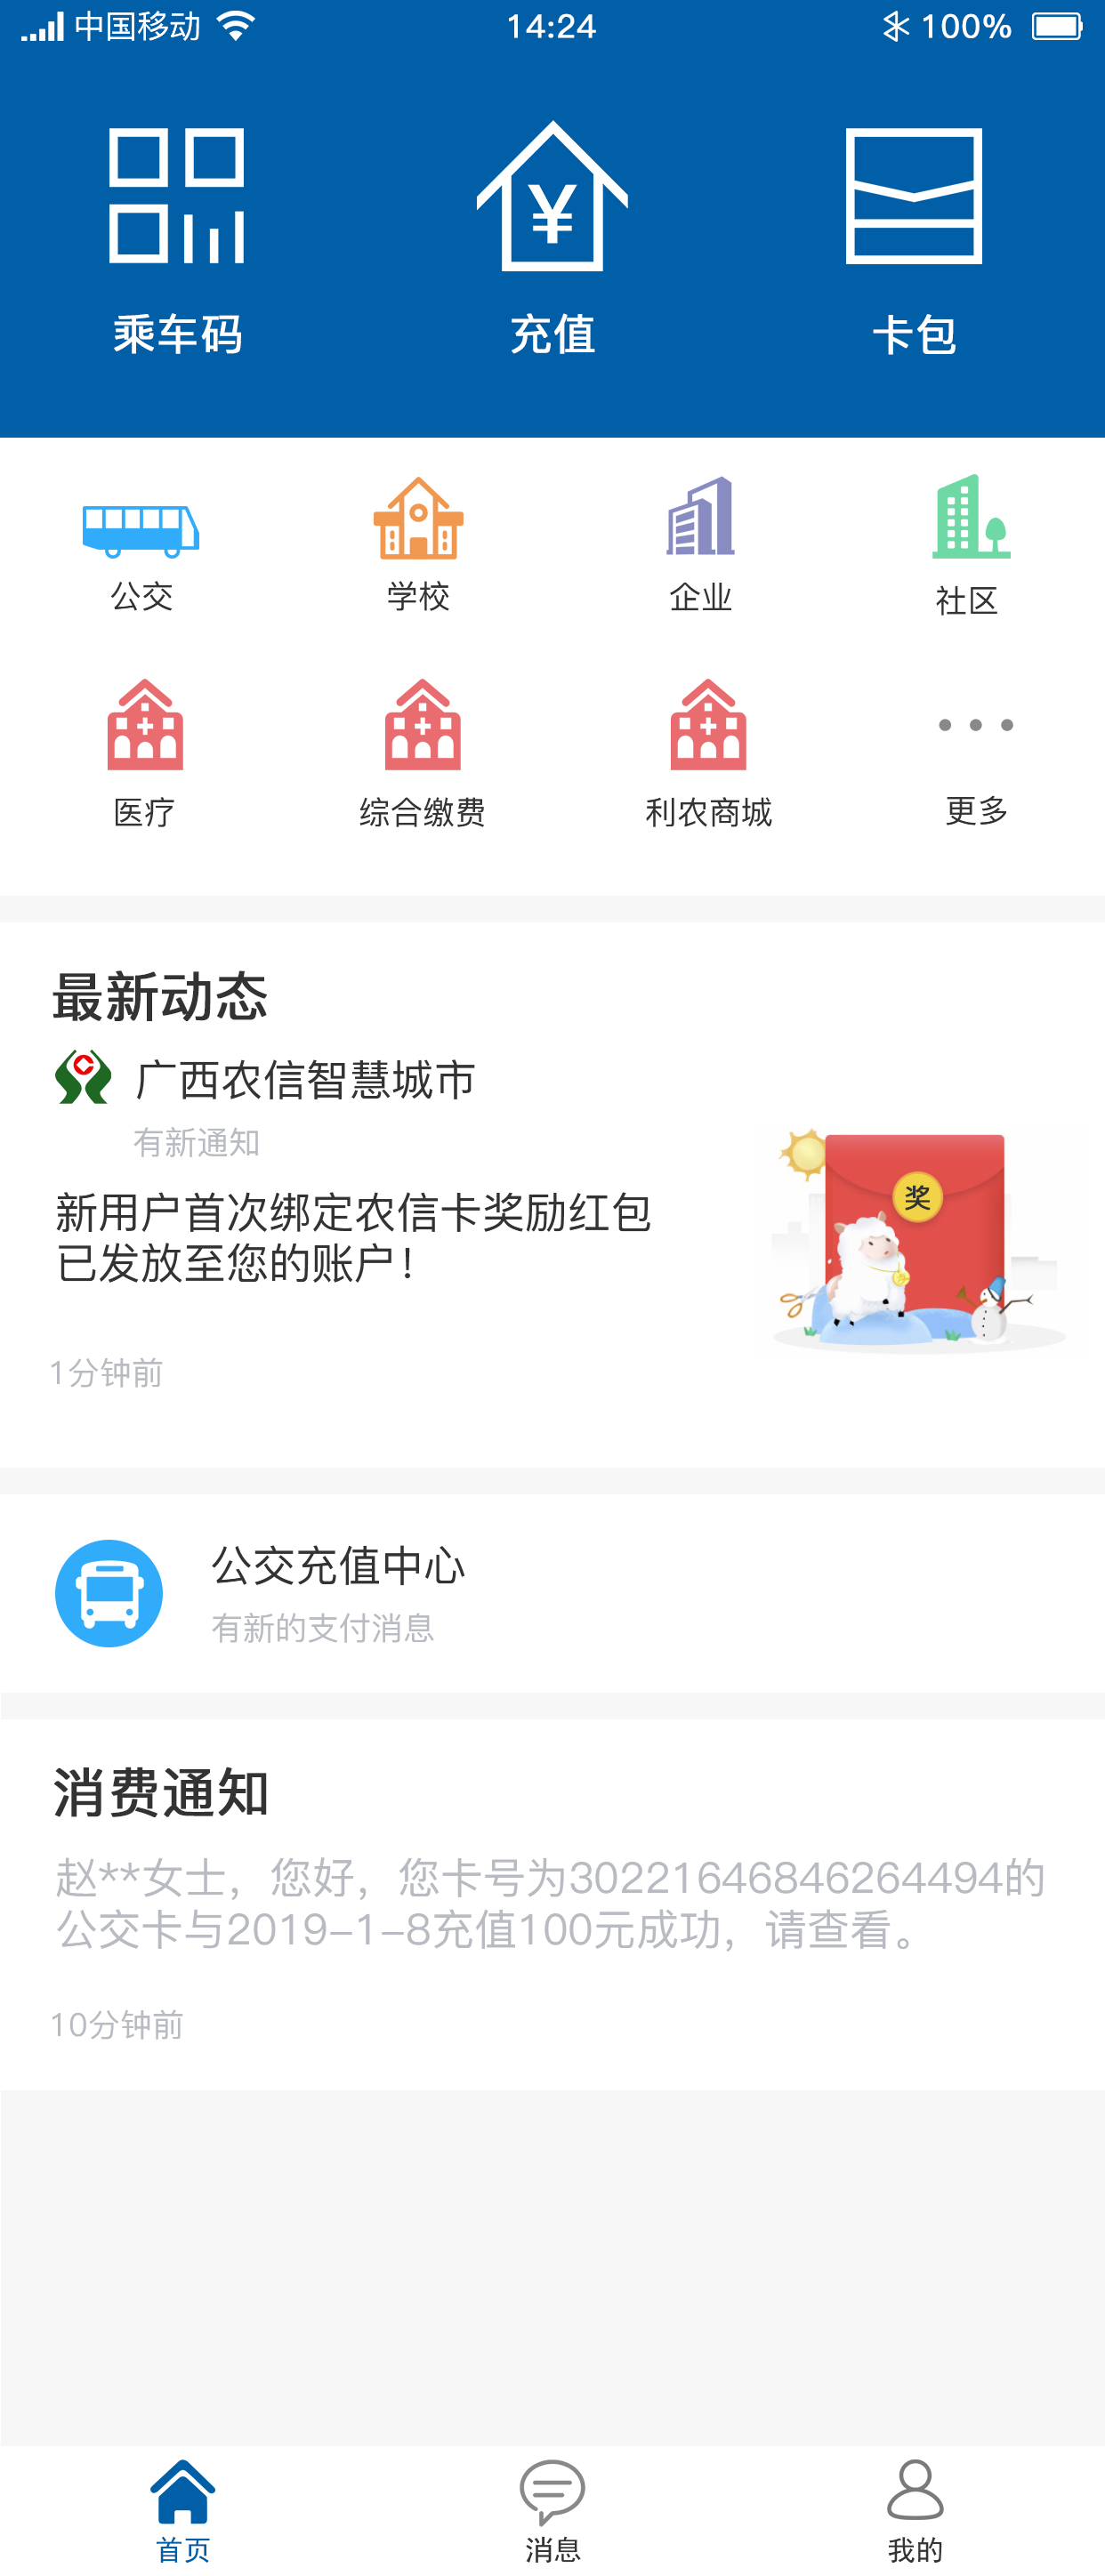 中国移动 14:24 100%
乘车码 充值 卡包
公交 学校 企业 社区
医疗 综合缴费 利农商城 更多
最新动态
广西农信智慧城市
有新通知
新用户首次绑定农信卡奖励红包
已发放至您的账户！
奖
1分钟前
公交充值中心
有新的支付消息
消费通知
赵**女士，您好，您卡号为30221646846264494的
公交卡与2019-1-8充值100元成功，请查看。
10分钟前
首页 消息 我的